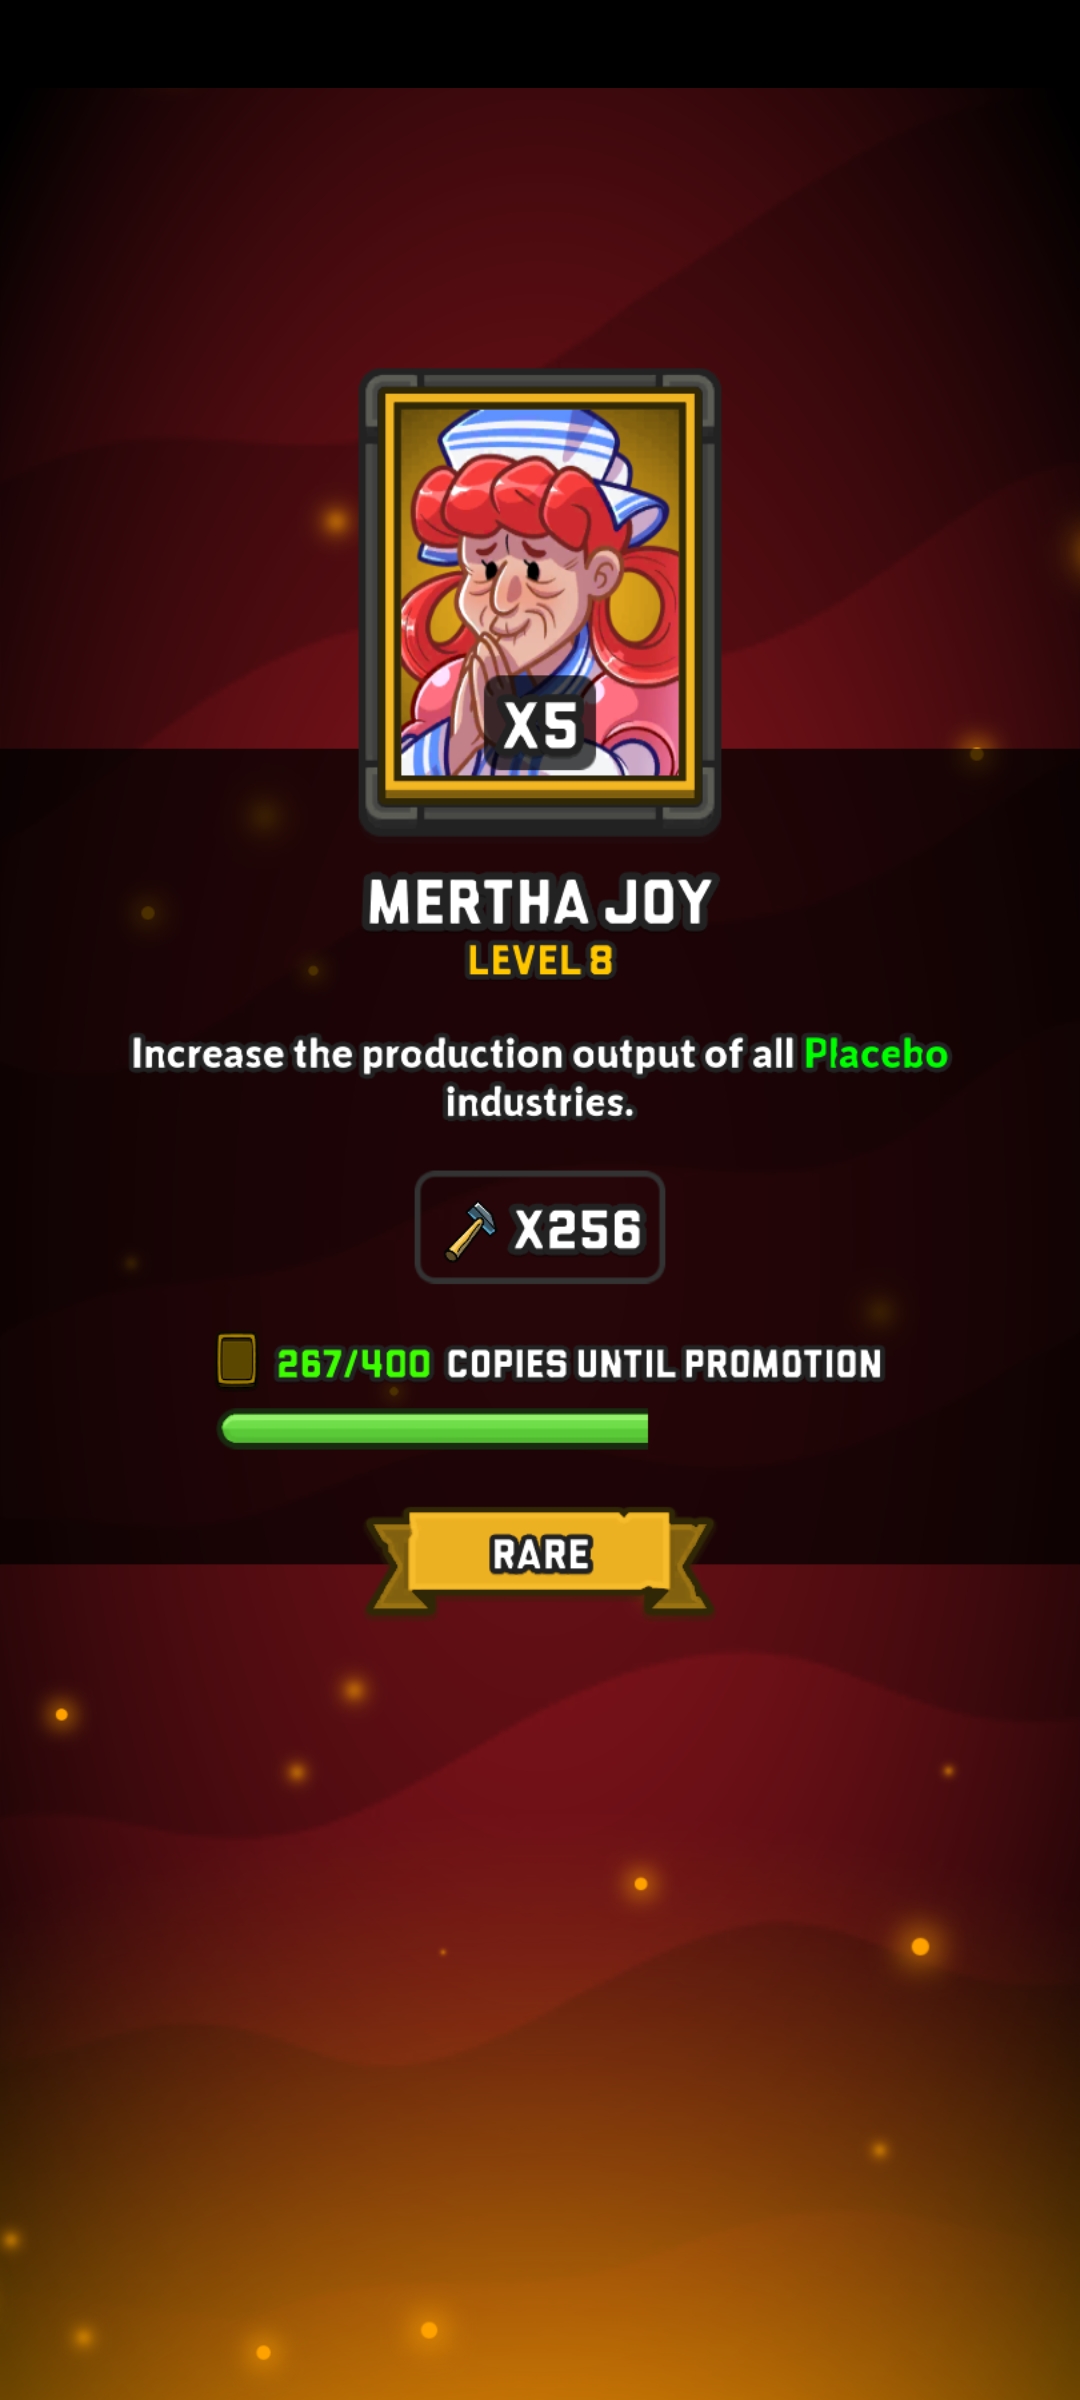 X5
MERTHA JOY
LEVEL 8
Increase the production output of all Placebo
industries.
X256
267/400 COPIES UNTIL PROMOTION
RARE